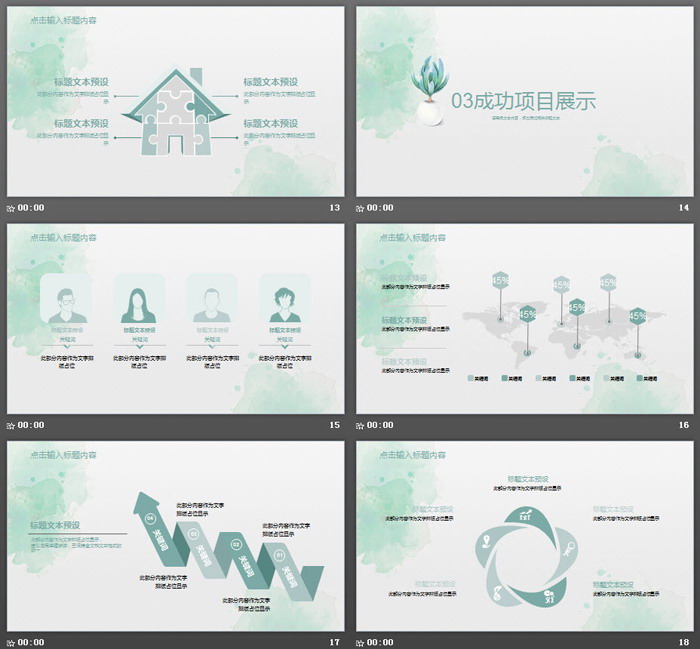 点击输入标题内容
标题文本预设
此部分内容作为文字排版占位显
示
标题文本预设
此部分内容作为文字排版占位显
示
标题文本预设
此部分内容作为文字排版占位显
示
标题文本预设
此部分内容作为文字排版占位显
示
00:00
13
03成功项目展示
00:00
14
点击输入标题内容
标题文本预设
关键词
此部分内容作为文字排
版占位
标题文本预设
关键词
此部分内容作为文字排
版占位
标题文本预设
关键词
此部分内容作为文字排
版占位
标题文本预设
关键词
此部分内容作为文字排
版占位
00:00
15
点击输入标题内容
标题文本预设
此部分内容作为文字排版占位显示
标题文本预设
此部分内容作为文字排版占位显示
标题文本预设
此部分内容作为文字排版占位显示
45%
45%
45%
45%
45%
45%
关键词
关键词
关键词
关键词
关键词
关键词
00:00
16
点击输入标题内容
标题文本预设
此部分内容作为文字排版占位显示，
04
关键词
03
关键词
02
关键词
01
关键词
此部分内容作为文字
排版占位显示
此部分内容作为文字
排版占位显示
此部分内容作为文字
排版占位显示
此部分内容作为文字
排版占位显示
00:00
17
点击输入标题内容
标题文本预设
此部分内容作为文字排版占位显示
标题文本预设
此部分内容作为文字排版占位显示
标题文本预设
此部分内容作为文字排版占位显示
标题文本预设
此部分内容作为文字排版占位显示
标题文本预设
此部分内容作为文字排版占位显示
00:00
18